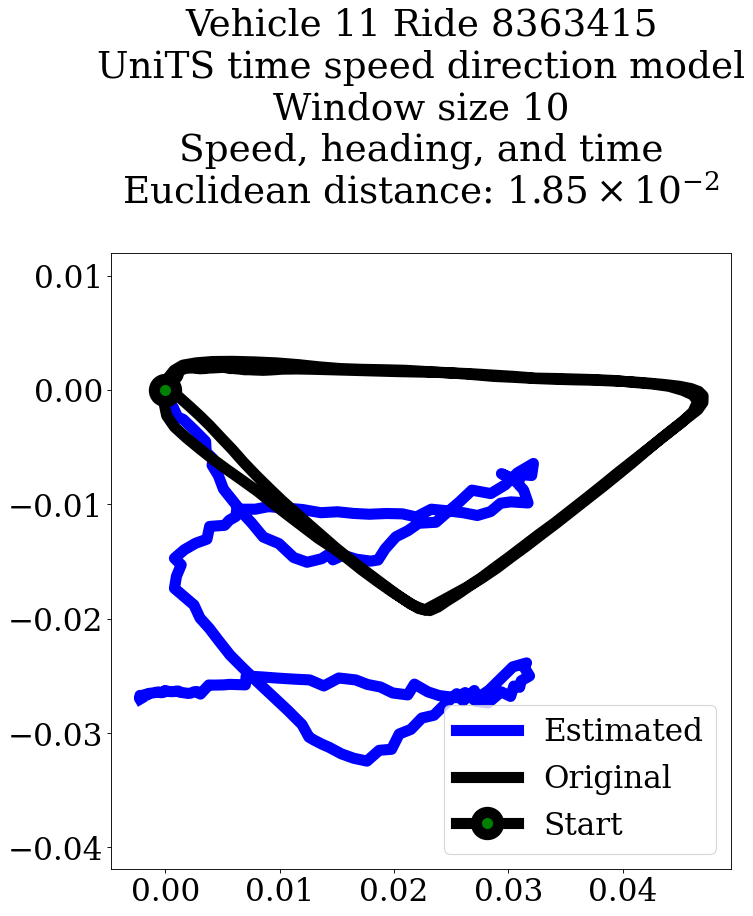 Vehicle 11 Ride 8363415
UniTS time speed direction model
Window size 10
Speed, heading, and time
Euclidean distance: 1.85 × 10⁻²
0.01
0.00
−0.01
−0.02
−0.03
−0.04
Estimated
Original
Start
0.00 0.01 0.02 0.03 0.04